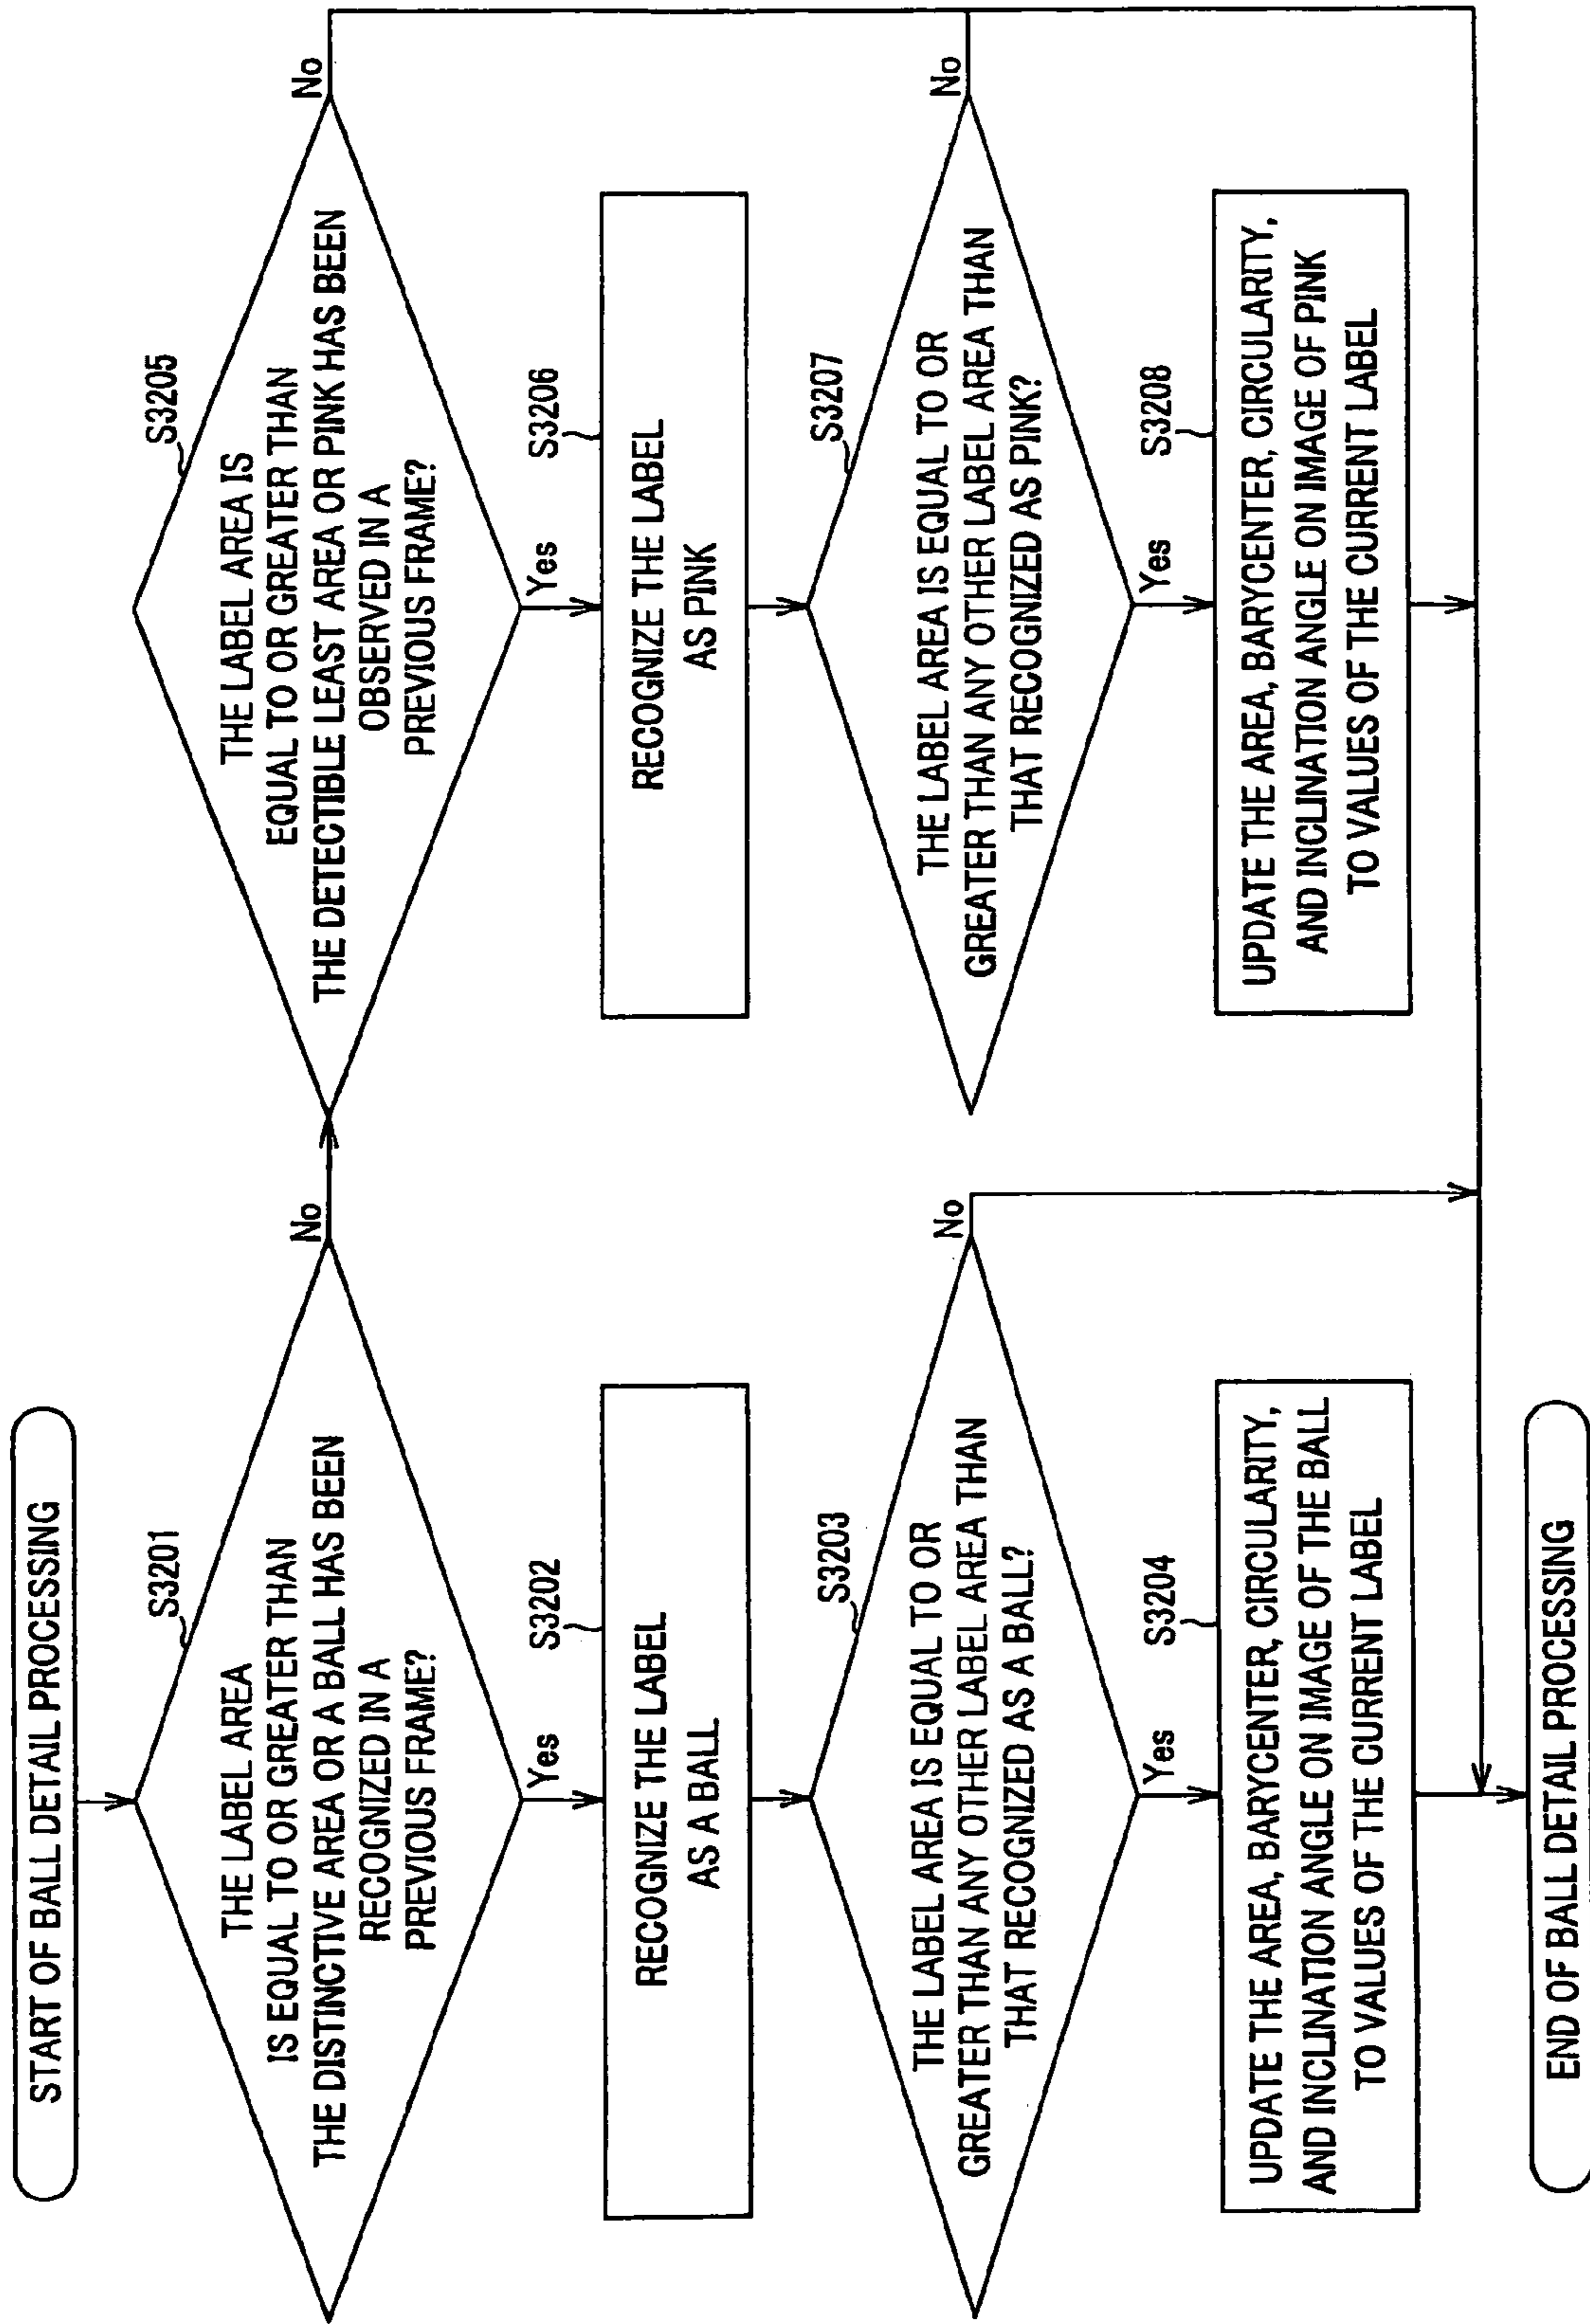 START OF BALL DETAIL PROCESSING
S3201
THE LABEL AREA
IS EQUAL TO OR GREATER THAN
THE DISTINCTIVE AREA OR A BALL HAS BEEN
RECOGNIZED IN A
PREVIOUS FRAME?
No
Yes
S3202
RECOGNIZE THE LABEL
AS A BALL
S3203
THE LABEL AREA IS EQUAL TO OR
GREATER THAN ANY OTHER LABEL AREA THAN
THAT RECOGNIZED AS A BALL?
No
Yes
S3204
UPDATE THE AREA, BARYCENTER, CIRCULARITY,
AND INCLINATION ANGLE ON IMAGE OF THE BALL
TO VALUES OF THE CURRENT LABEL
END OF BALL DETAIL PROCESSING
S3205
THE LABEL AREA IS
EQUAL TO OR GREATER THAN
THE DETECTIBLE LEAST AREA OR PINK HAS BEEN
OBSERVED IN A
PREVIOUS FRAME?
No
Yes
S3206
RECOGNIZE THE LABEL
AS PINK
S3207
THE LABEL AREA IS EQUAL TO OR
GREATER THAN ANY OTHER LABEL AREA THAN
THAT RECOGNIZED AS PINK?
No
Yes
S3208
UPDATE THE AREA, BARYCENTER, CIRCULARITY,
AND INCLINATION ANGLE ON IMAGE OF PINK
TO VALUES OF THE CURRENT LABEL